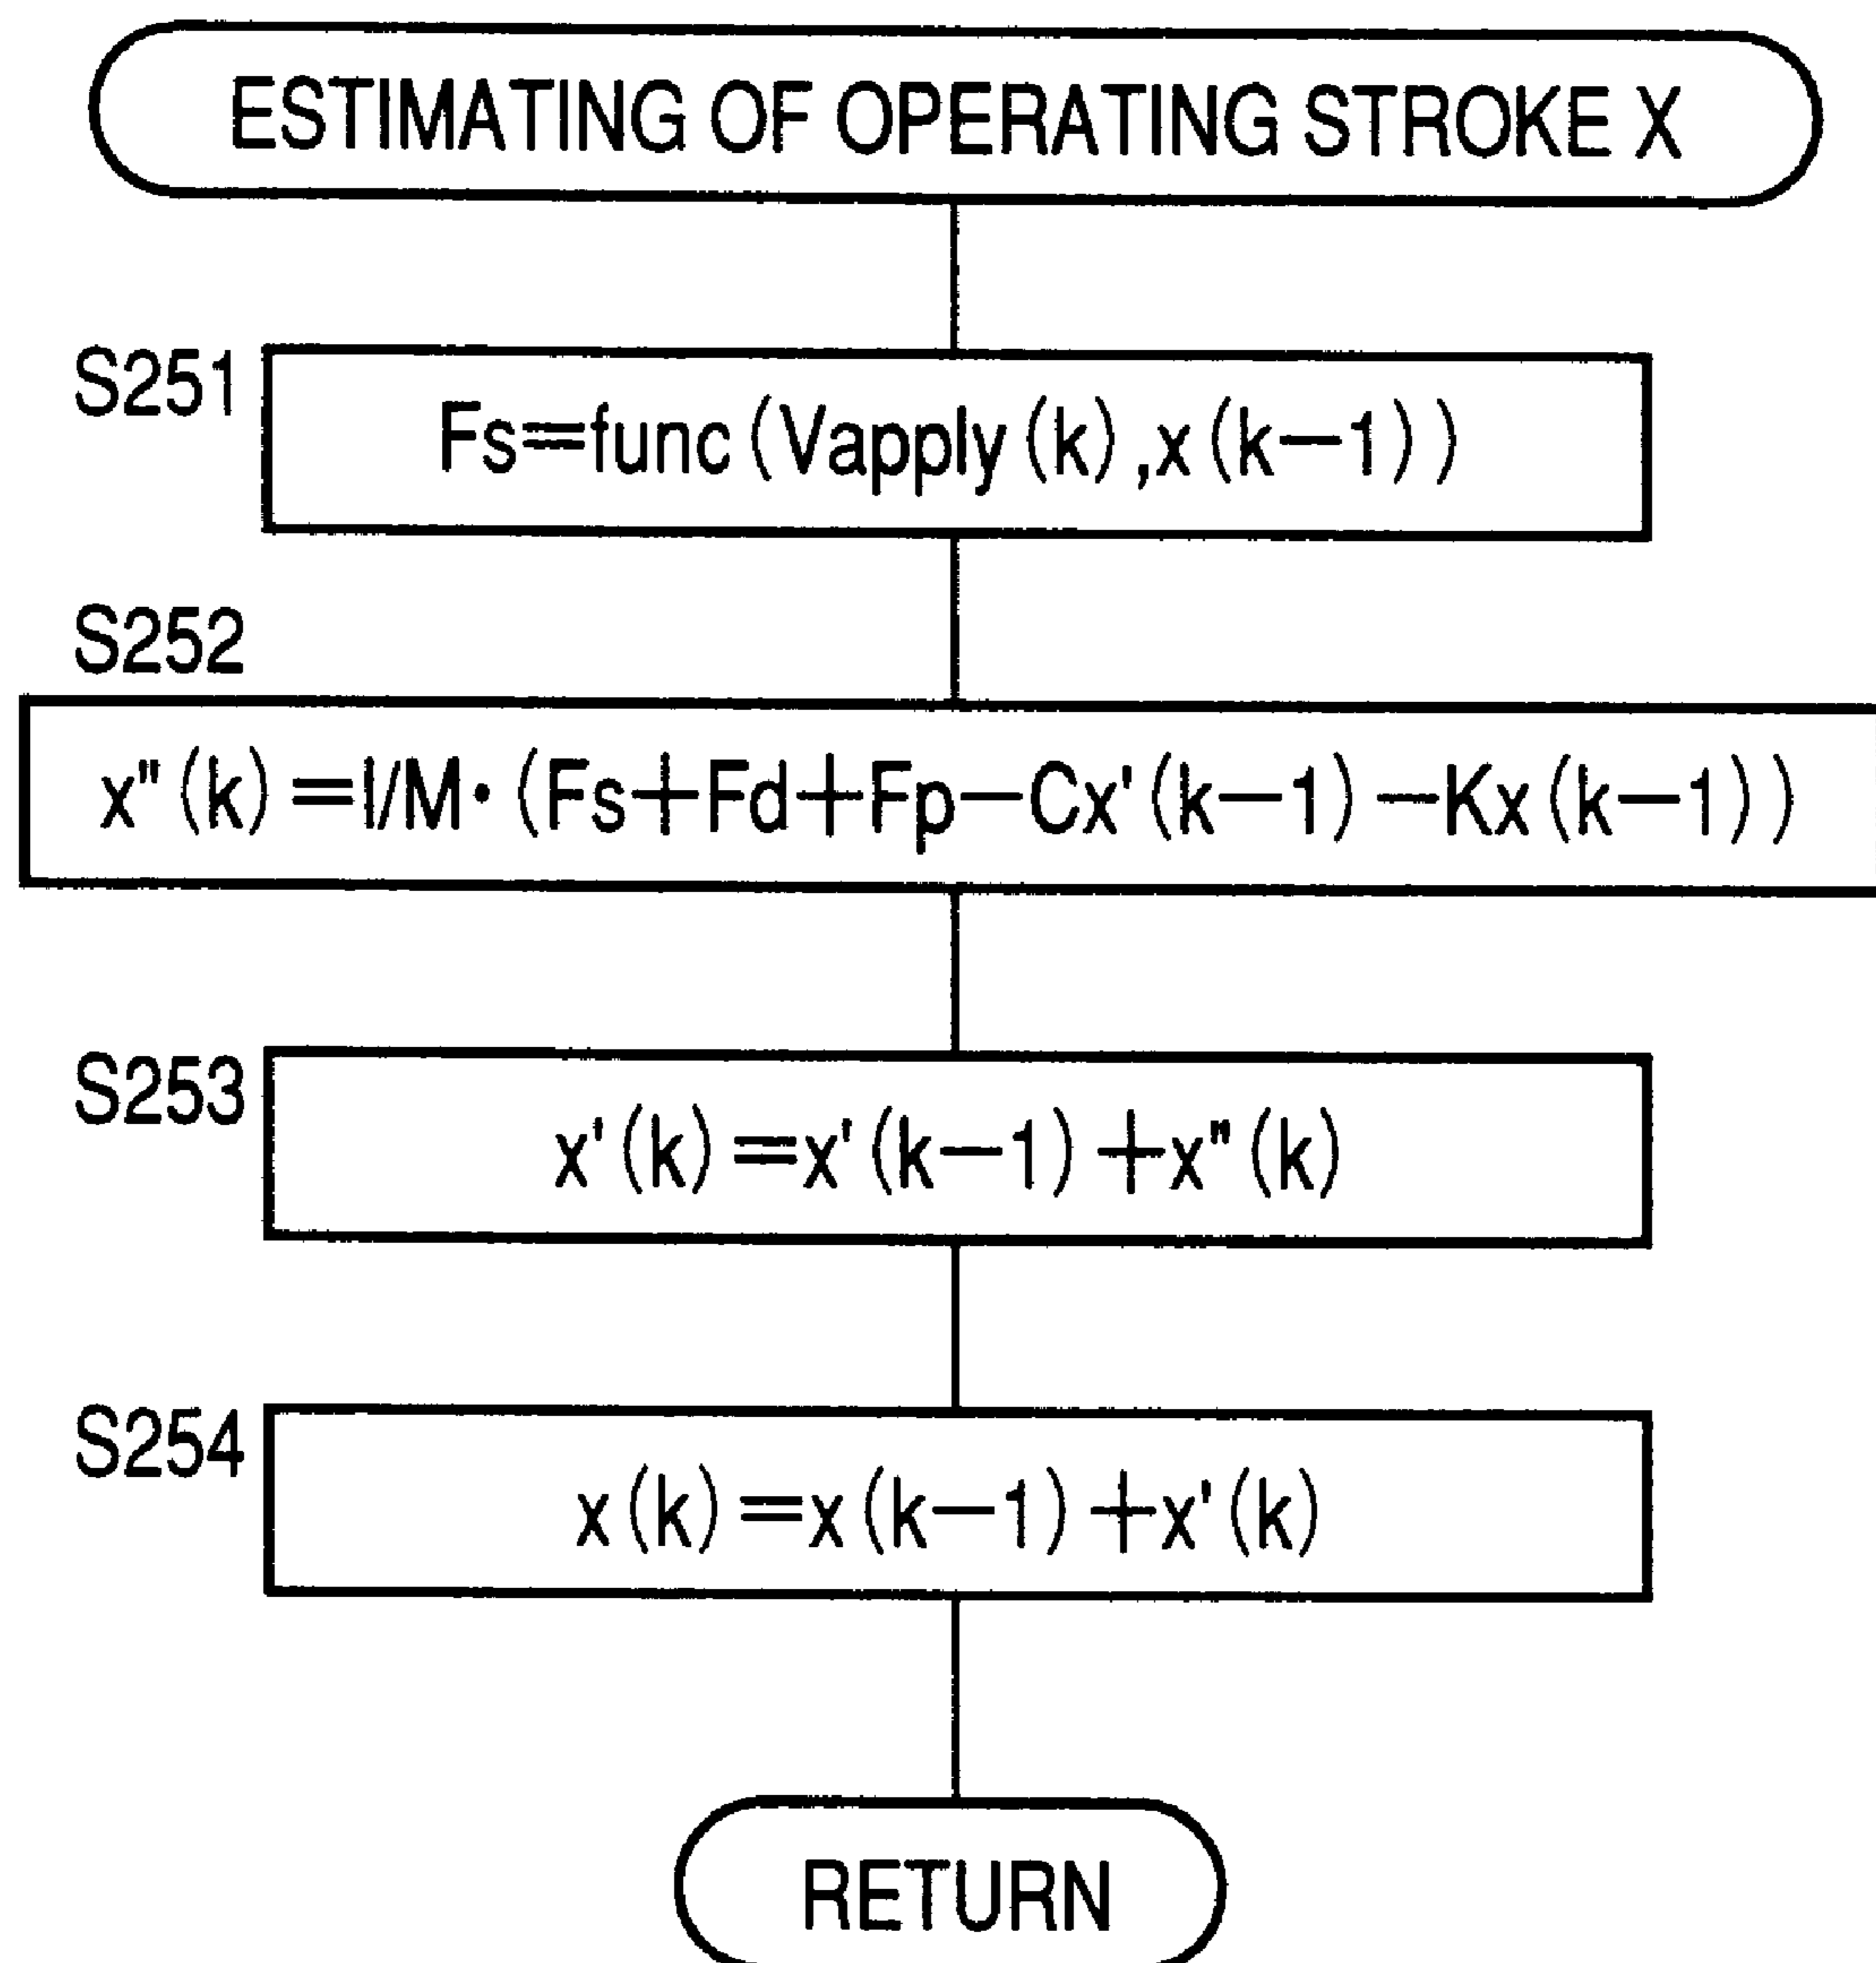 ESTIMATING OF OPERATING STROKE X
S251
Fs=func(Vapply(k),x(k−1))
S252
x"(k)=I/M・(Fs+Fd+Fp−Cx'(k−1)−Kx(k−1))
S253
x'(k)=x'(k−1)+x"(k)
S254
x(k)=x(k−1)+x'(k)
RETURN